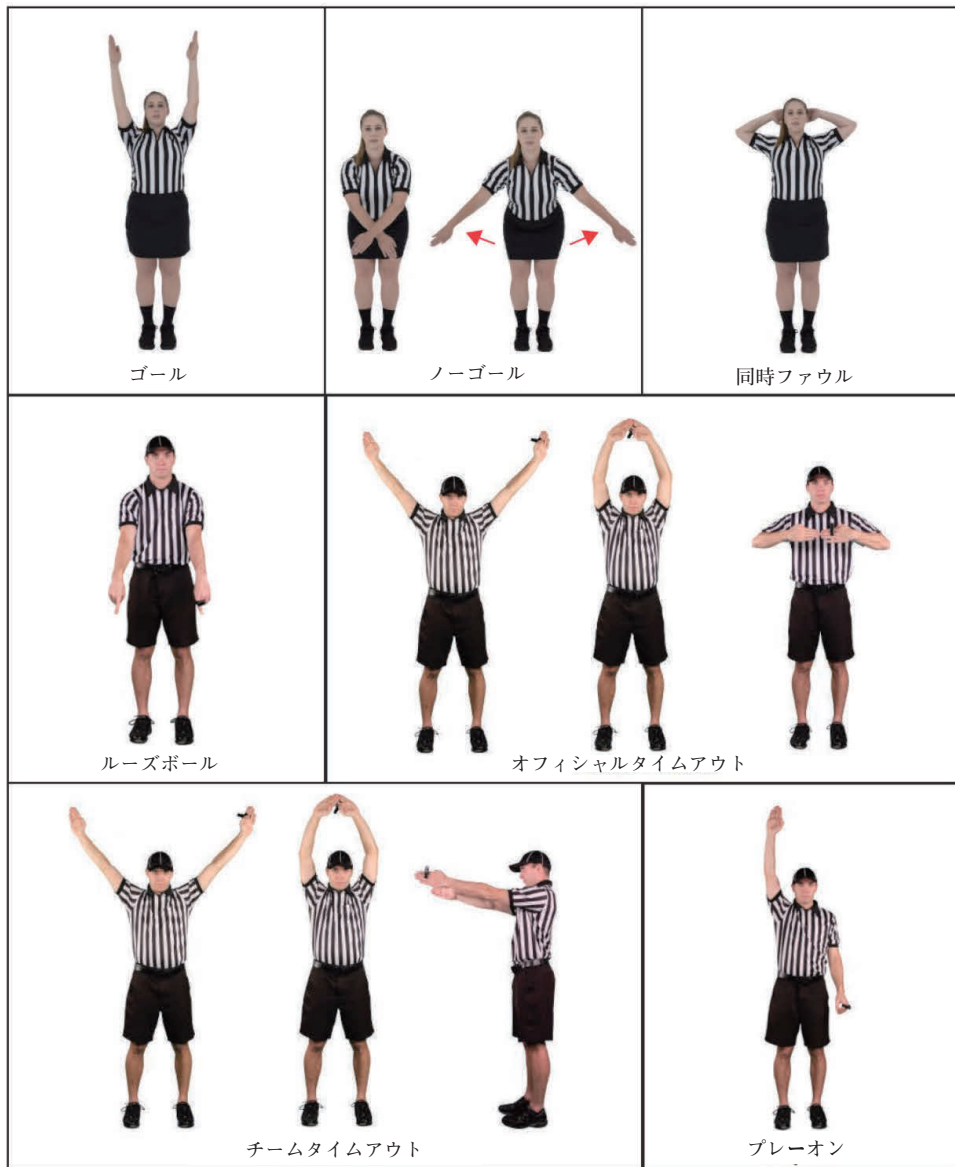 ゴール
ノーゴール
同時ファウル
ルーズボール
オフィシャルタイムアウト
チームタイムアウト
プレーオン